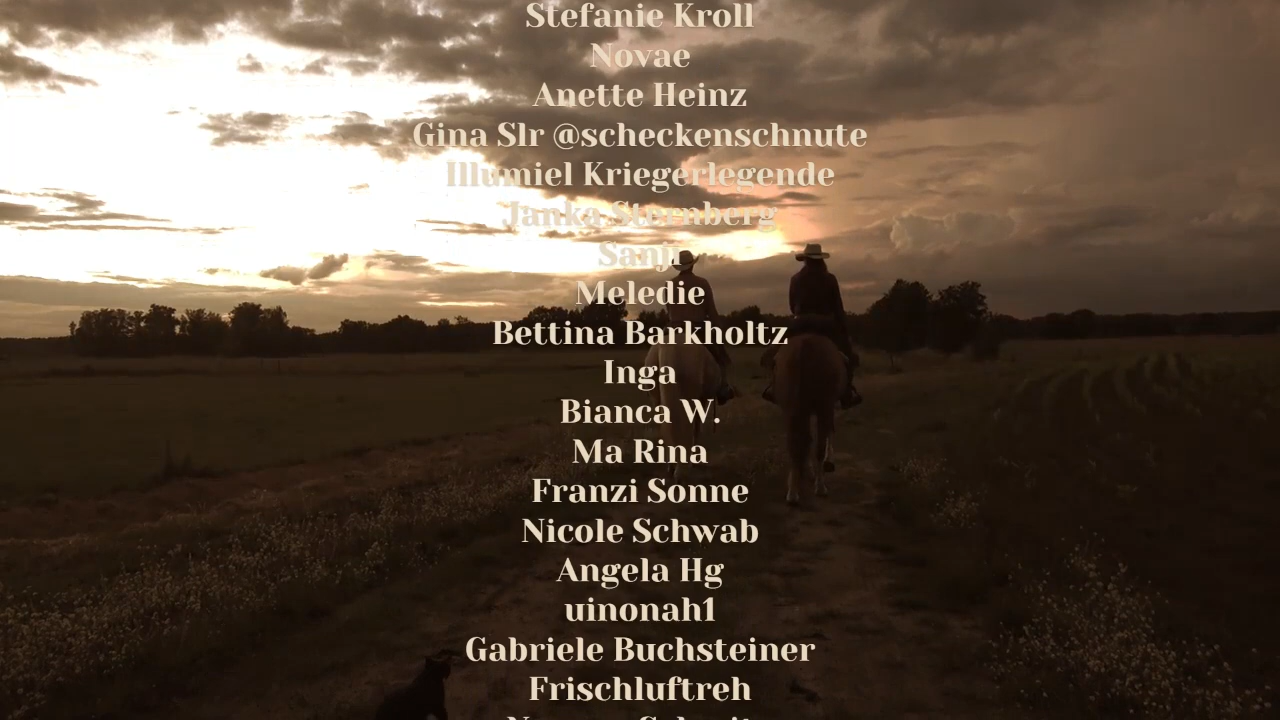 Stefanie Kroll
Novae
Anette Heinz
Gina Slr @scheckenschnute
Illumiel Kriegerlegende
Janka Sternberg
Sanji
Meledie
Bettina Barkholtz
Inga
Bianca W.
Ma Rina
Franzi Sonne
Nicole Schwab
Angela Hg
uinonah1
Gabriele Buchsteiner
Frischluftreh